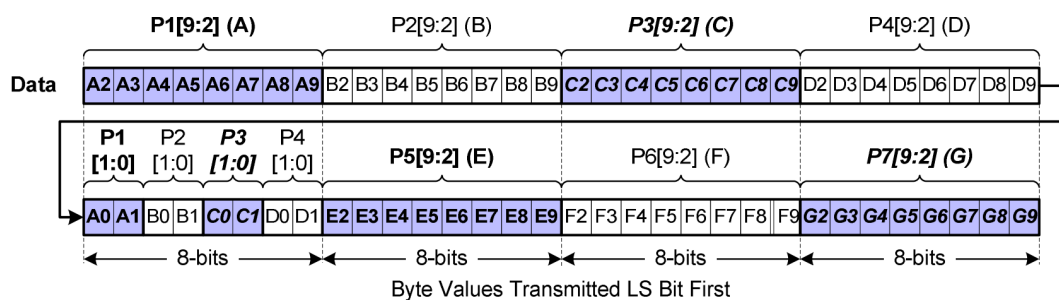 P1[9:2] (A) P2[9:2] (B) P3[9:2] (C) P4[9:2] (D)
Data A2 A3 A4 A5 A6 A7 A8 A9 B2 B3 B4 B5 B6 B7 B8 B9 C2 C3 C4 C5 C6 C7 C8 C9 D2 D3 D4 D5 D6 D7 D8 D9
P1 P2 P3 P4
[1:0] [1:0] [1:0] [1:0] P5[9:2] (E) P6[9:2] (F) P7[9:2] (G)
A0 A1 B0 B1 C0 C1 D0 D1 E2 E3 E4 E5 E6 E7 E8 E9 F2 F3 F4 F5 F6 F7 F8 F9 G2 G3 G4 G5 G6 G7 G8 G9
8-bits 8-bits 8-bits 8-bits
Byte Values Transmitted LS Bit First